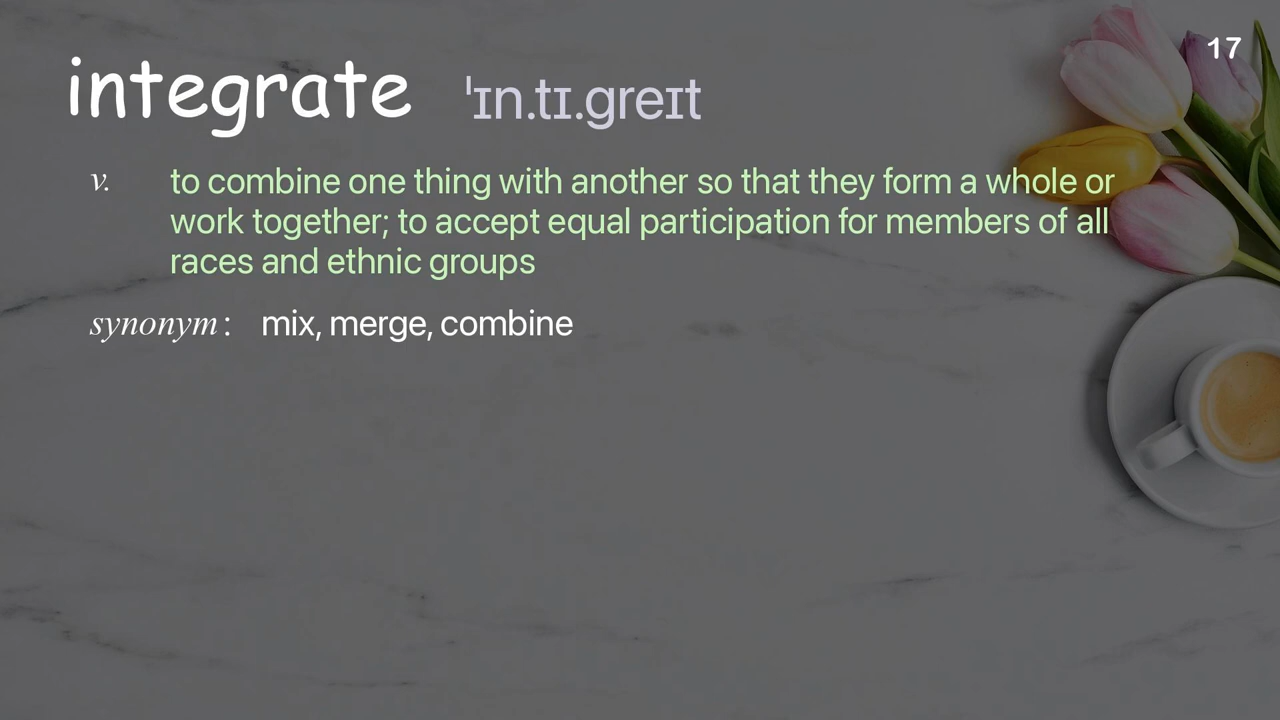 17
integrate ˈɪn.tɪ.ɡreɪt
v. to combine one thing with another so that they form a whole or
work together; to accept equal participation for members of all
races and ethnic groups
synonym: mix, merge, combine